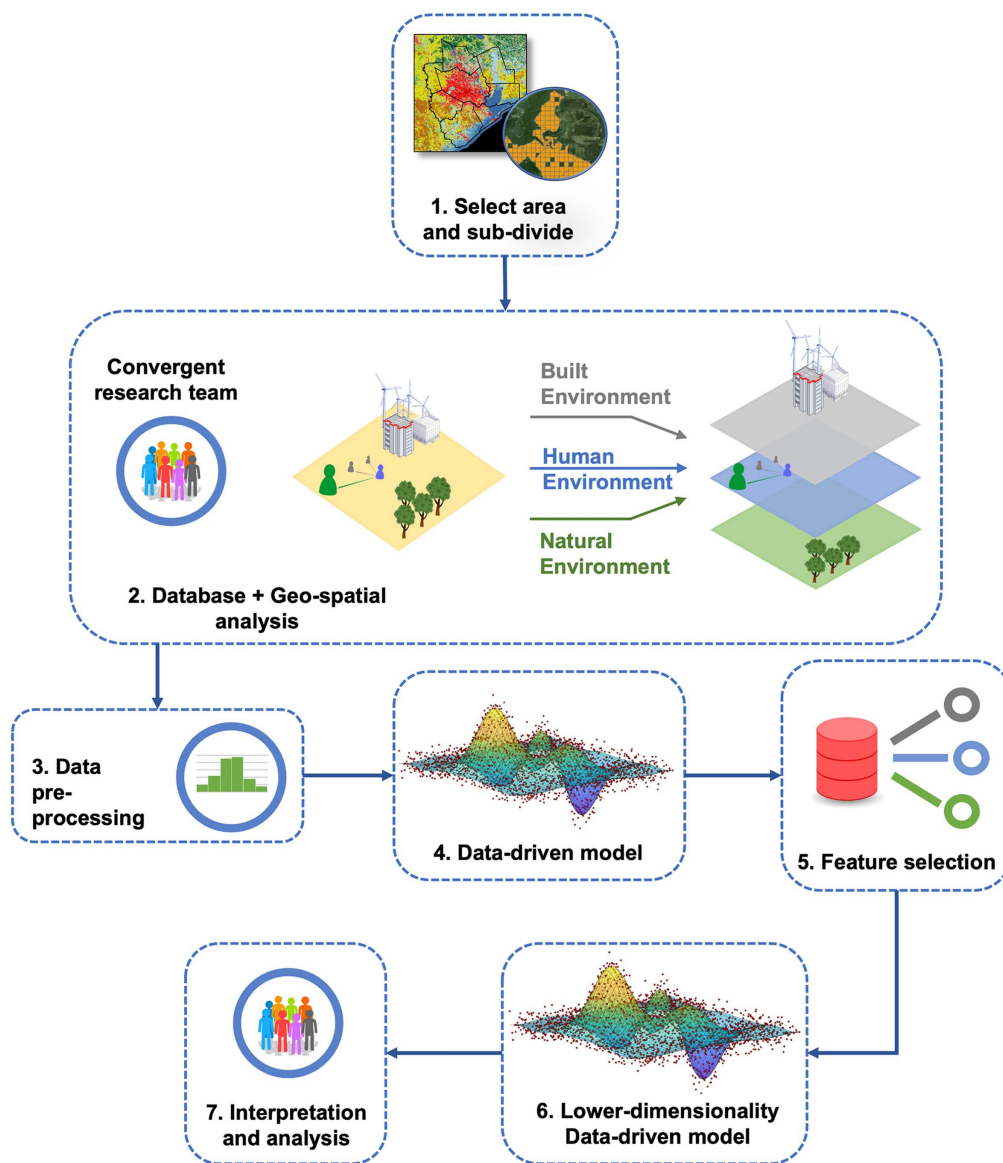 1. Select area
and sub-divide
Convergent
research team
Built
Environment
Human
Environment
Natural
Environment
2. Database + Geo-spatial
analysis
3. Data
pre-
processing
4. Data-driven model
5. Feature selection
6. Lower-dimensionality
Data-driven model
7. Interpretation
and analysis